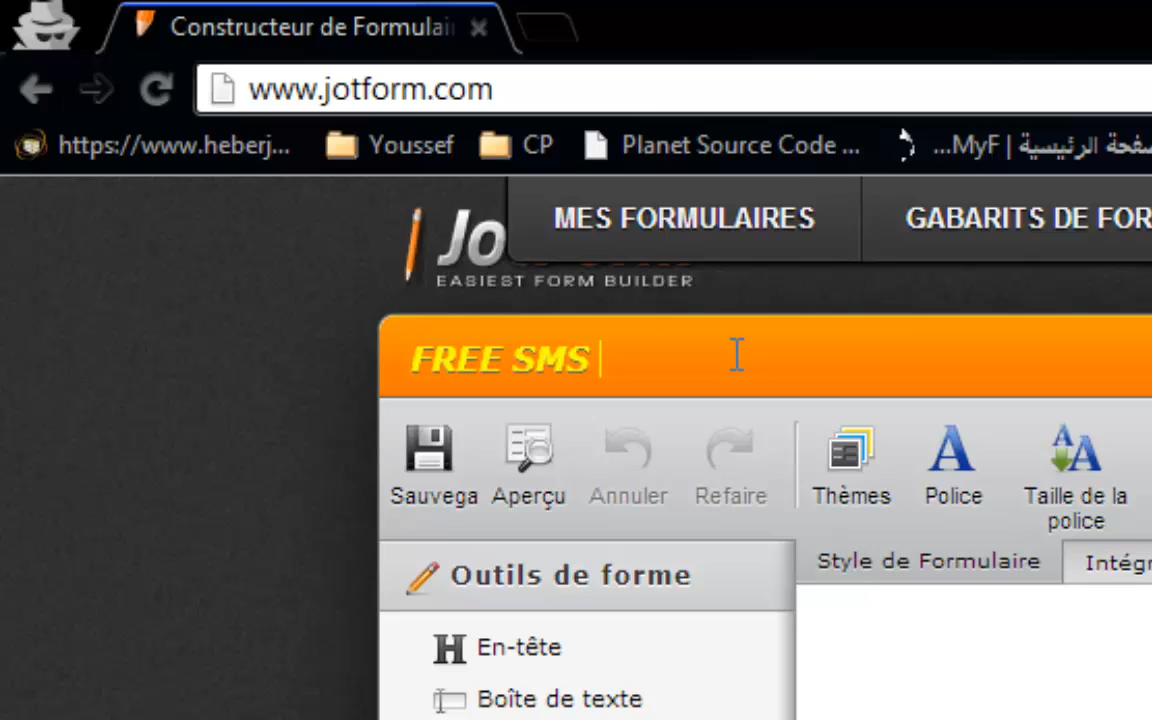 Constructeur de Formulai
www.jotform.com
https://www.heberj... Youssef CP Planet Source Code ... ...MyF | صفحة الرئيسية
Jo
MES FORMULAIRES GABARITS DE FOR
EASIEST FORM BUILDER
FREE SMS
Sauvega Aperçu Annuler Refaire Thèmes Police Taille de la police
Style de Formulaire Intégr
Outils de forme
En-tête
Boîte de texte